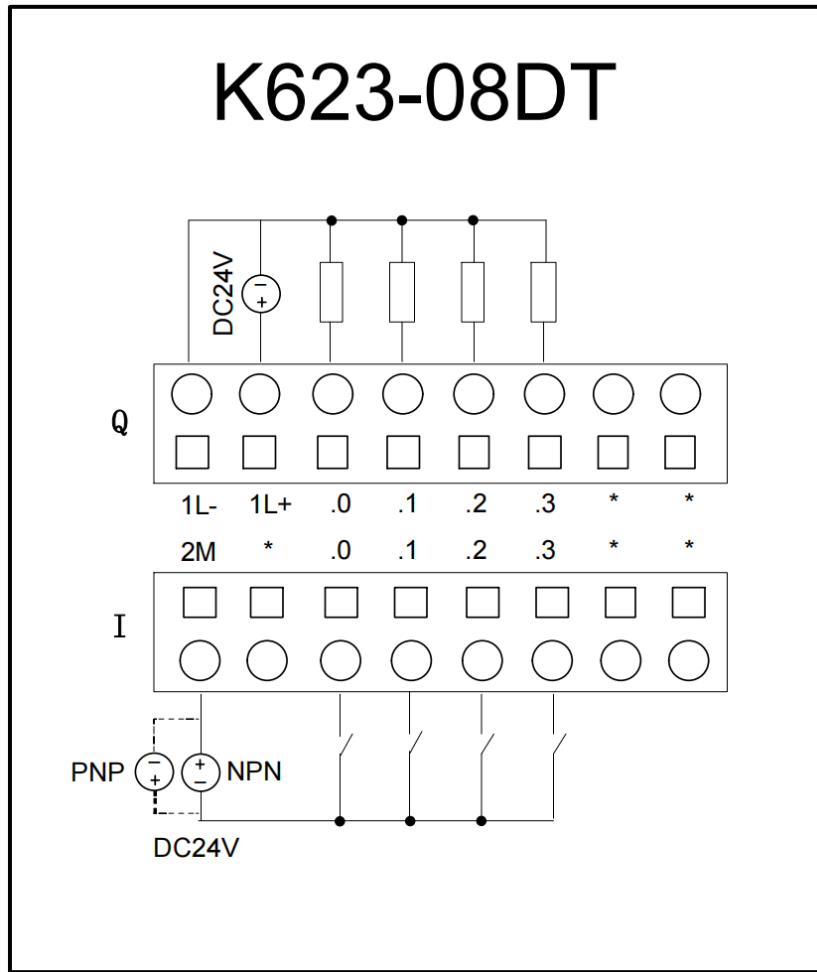 K623-08DT
DC24V
− +
Q
1L- 1L+ .0 .1 .2 .3 * *
2M * .0 .1 .2 .3 * *
I
PNP − + + − NPN
DC24V